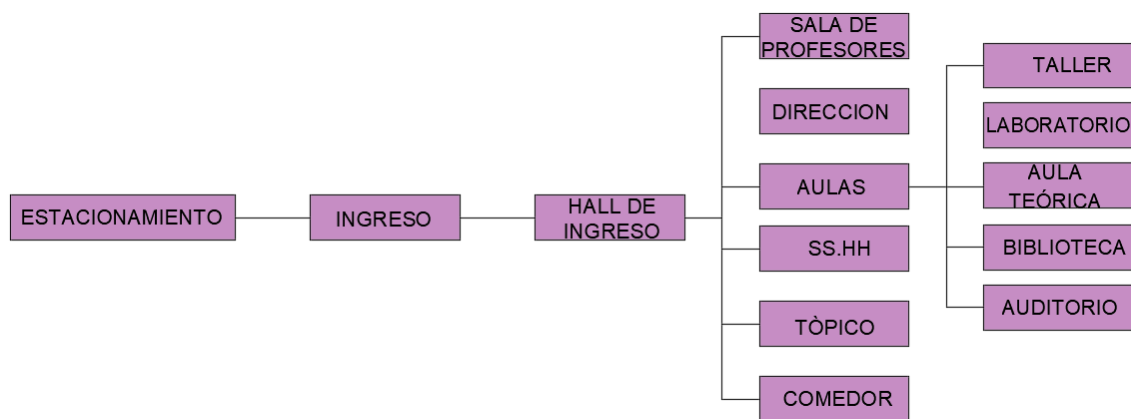 ESTACIONAMIENTO
INGRESO
HALL DE
INGRESO
SALA DE
PROFESORES
DIRECCION
AULAS
SS.HH
TÒPICO
COMEDOR
TALLER
LABORATORIO
AULA
TEÓRICA
BIBLIOTECA
AUDITORIO